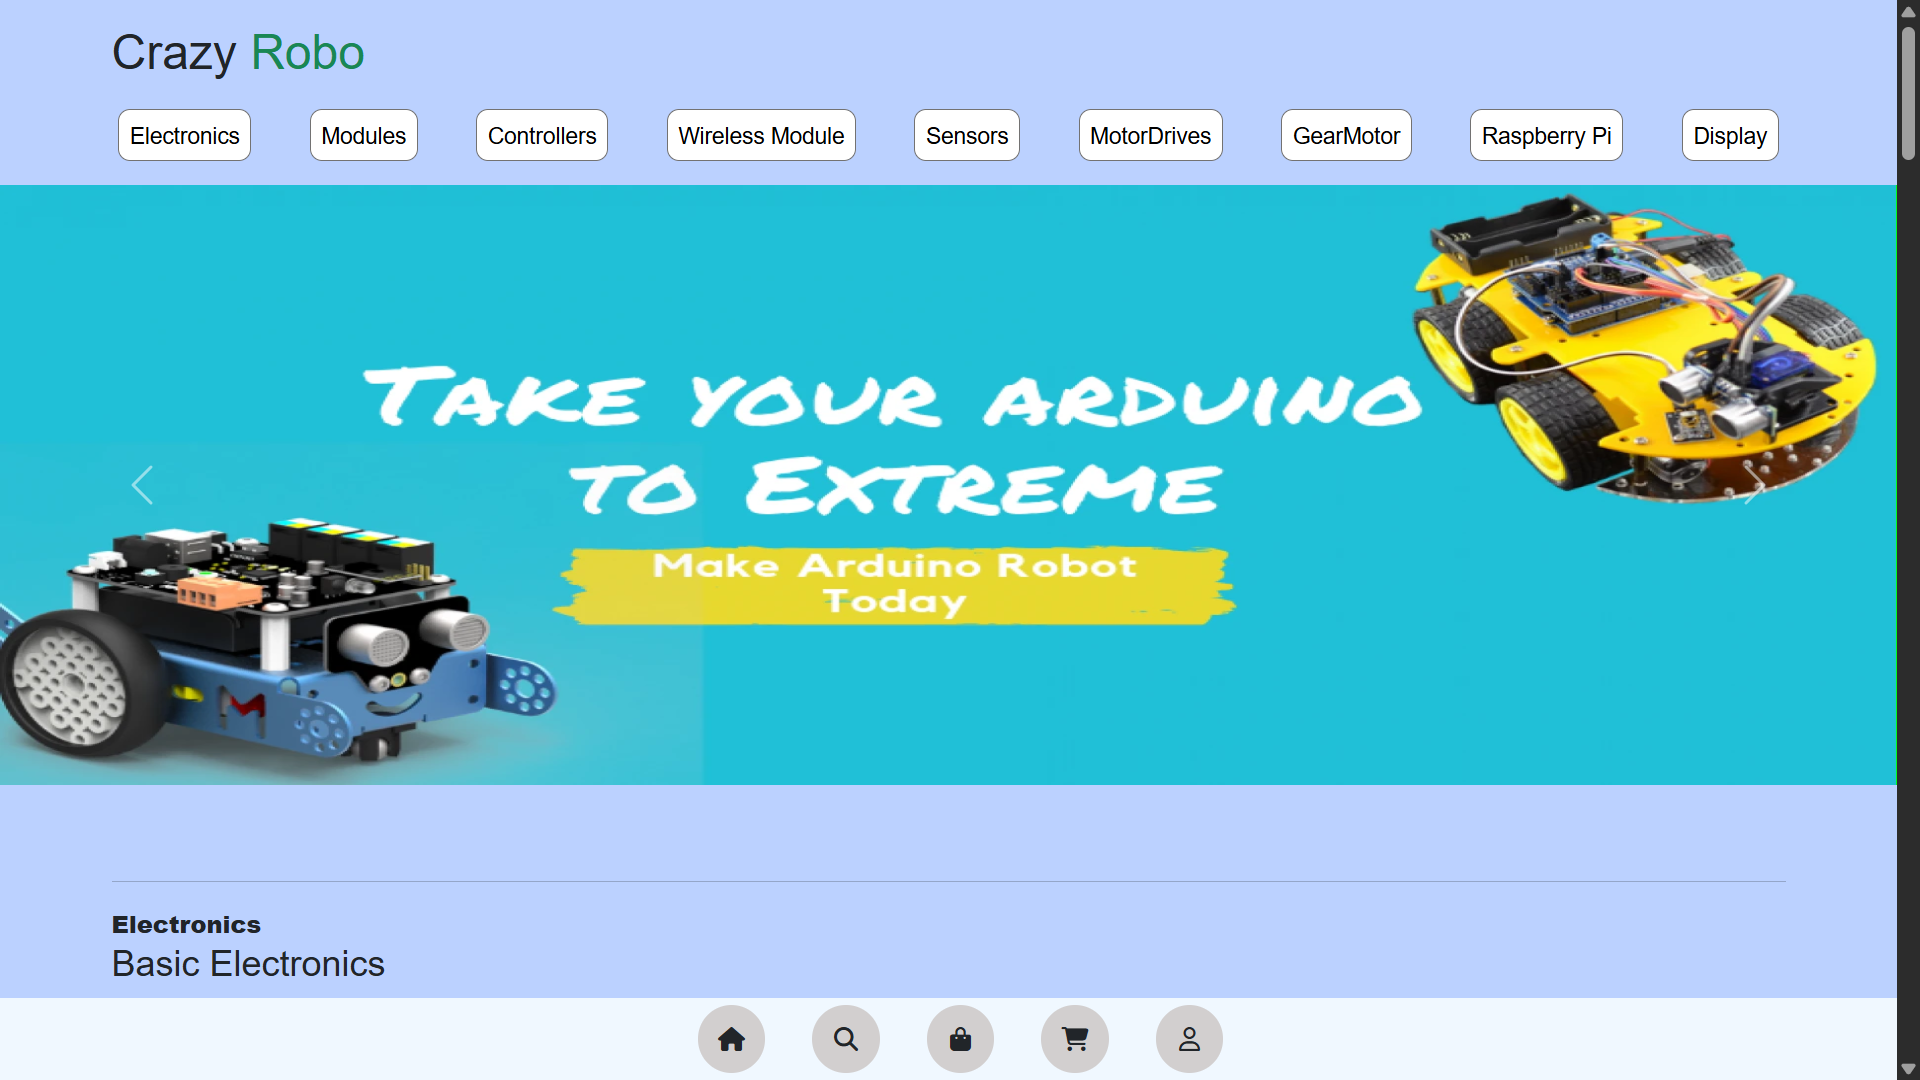 Crazy Robo
Electronics Modules Controllers Wireless Module Sensors MotorDrives GearMotor Raspberry Pi Display
TAKE YOUR ARDUINO
TO EXTREME
Make Arduino Robot
Today
Electronics
Basic Electronics